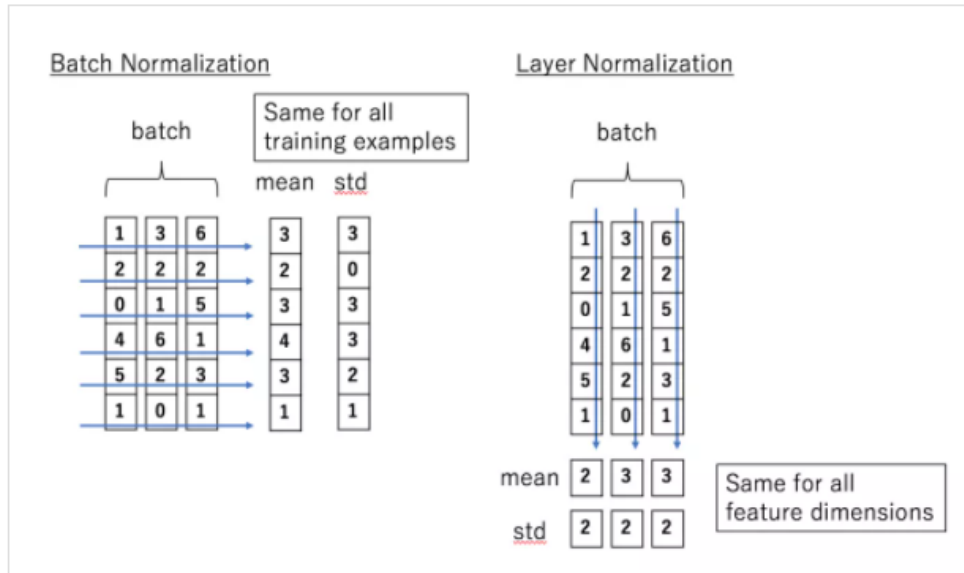 Batch Normalization
Same for all
training examples
batch
mean std
1 3 6 3 3
2 2 2 2 0
0 1 5 3 3
4 6 1 4 3
5 2 3 3 2
1 0 1 1 1
Layer Normalization
batch
1 3 6
2 2 2
0 1 5
4 6 1
5 2 3
1 0 1
mean 2 3 3
std 2 2 2
Same for all
feature dimensions